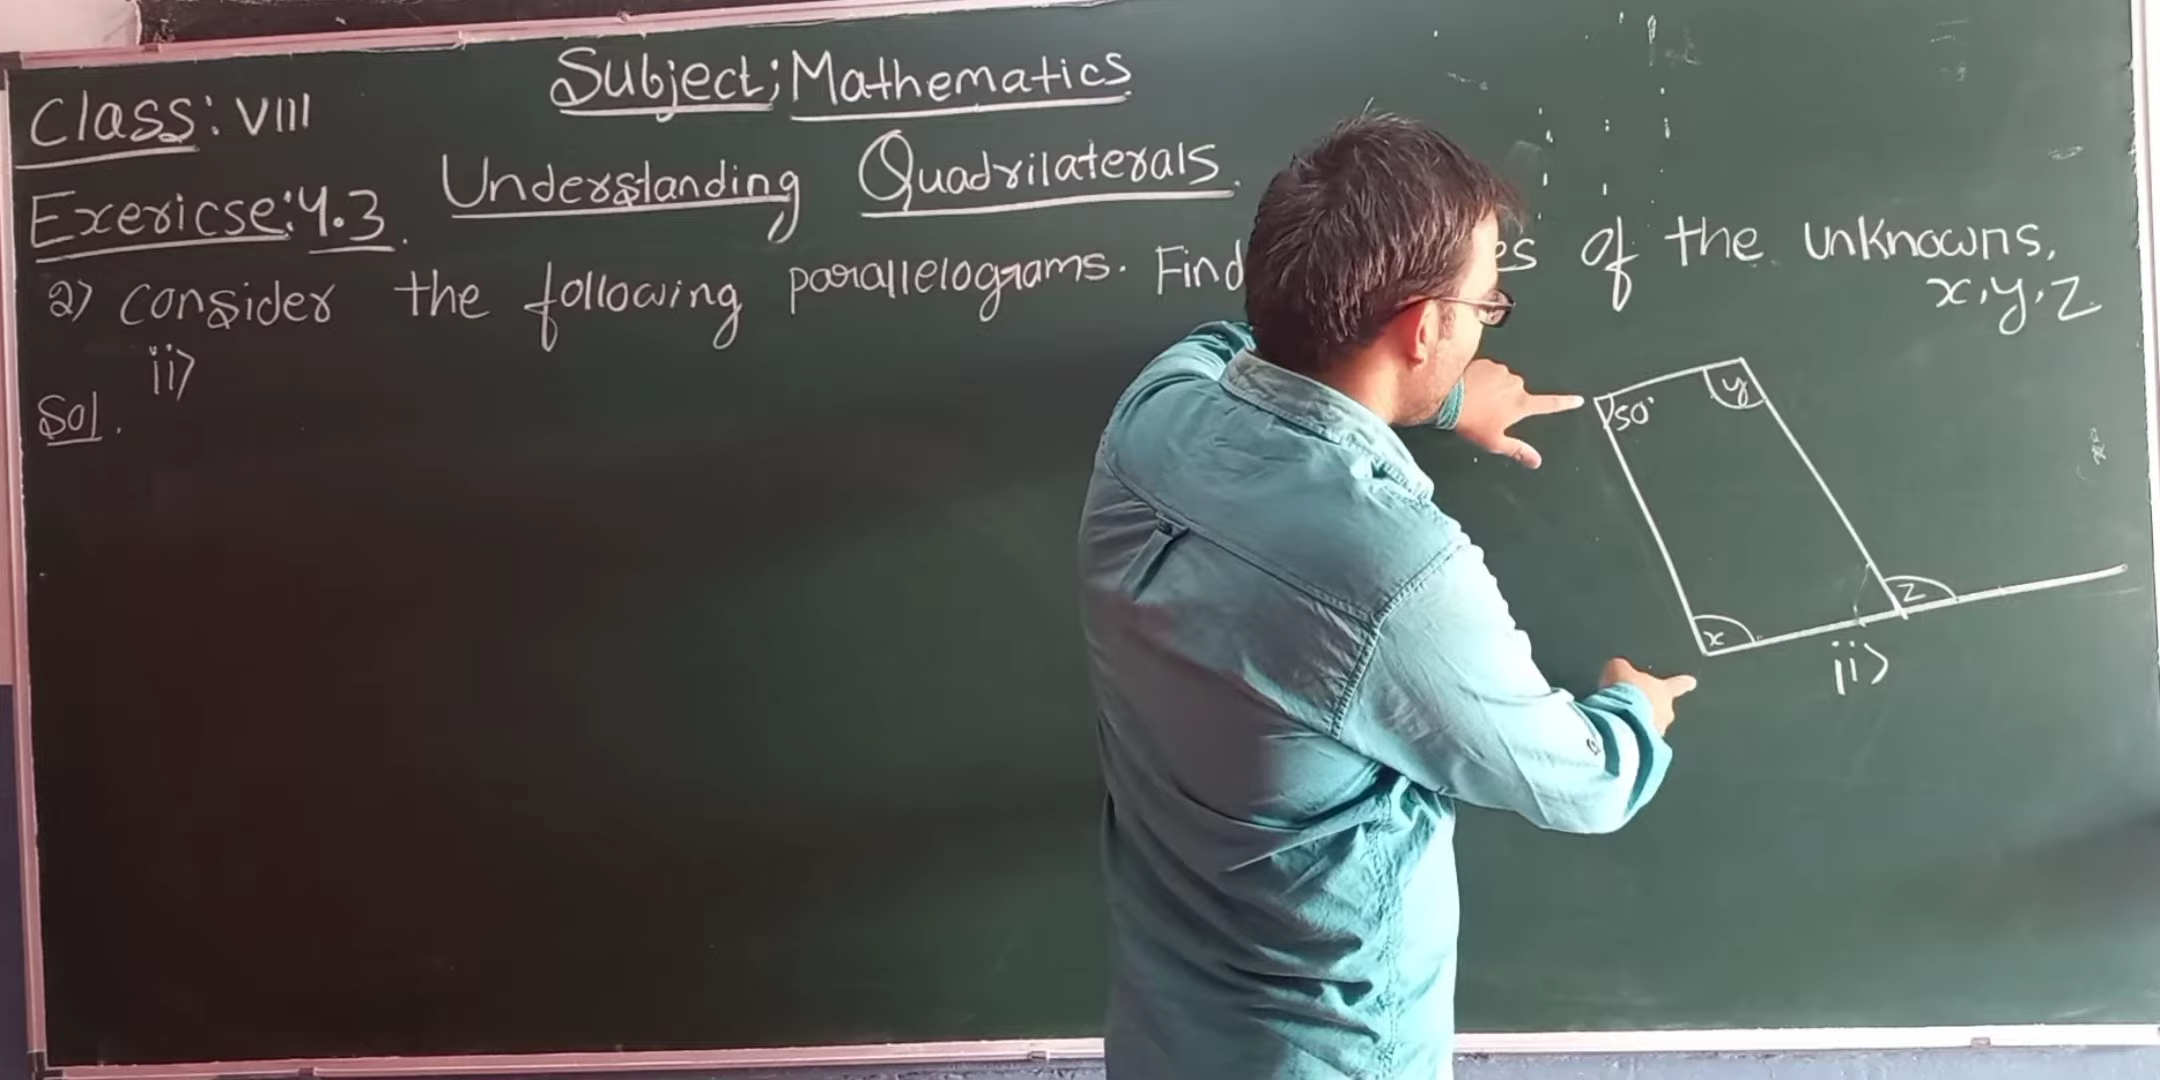 Subject; Mathematics
Class: VIII
Understanding Quadrilaterals.
Exericse: 4.3.
2) Consider the following parallelograms. Find es of the unknowns,
x, y, z.
ii)
Sol.
50°
y
x
z
ii)